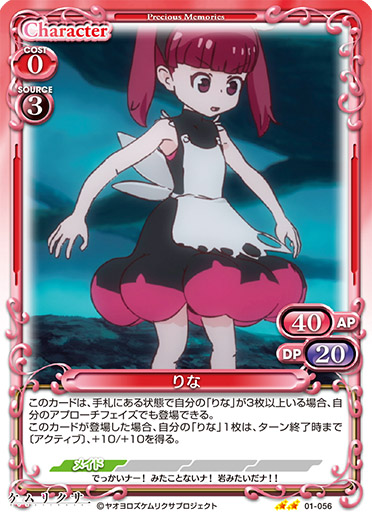 Precious Memories
Character
COST
0
SOURCE
3
40 AP
DP 20
りな
このカードは、手札にある状態で自分の「りな」が3枚以上いる場合、自
分のアプローチフェイズでも登場できる。
このカードが登場した場合、自分の「りな」1枚は、ターン終了時まで
〔アクティブ〕、+10/+10を得る。
メイド
でっかいナー! みたことないナ! 岩みたいだナ!!
ケムリクサ
©ヤオヨロズケムリクサプロジェクト
01-056